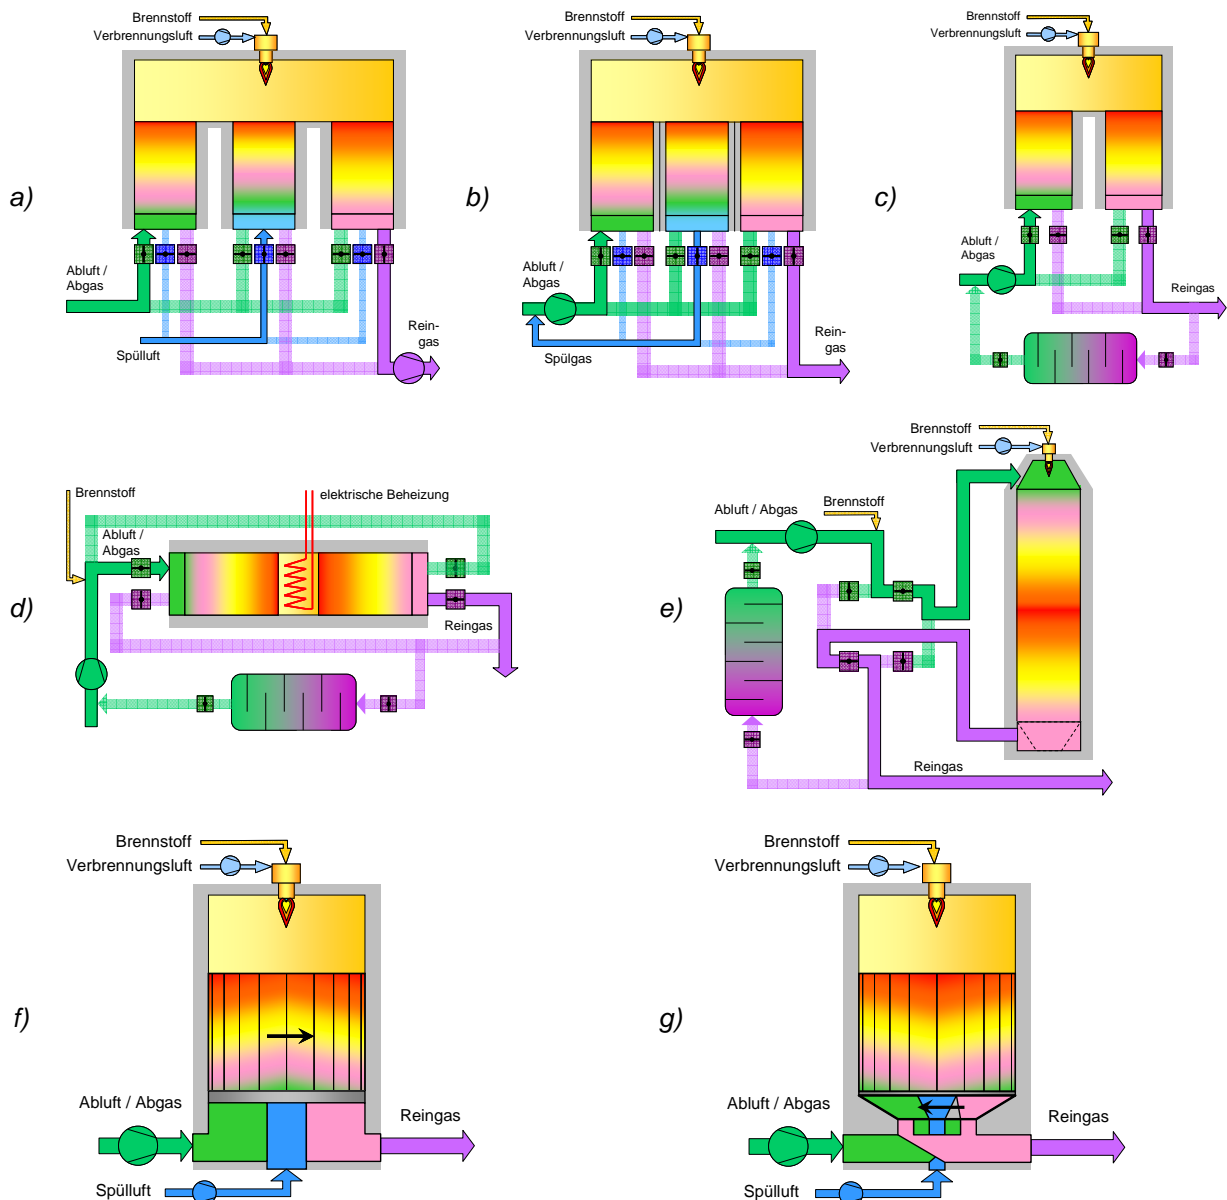 Brennstoff
Verbrennungsluft
a)
Abluft /
Abgas
Spülluft
Rein-
gas
Brennstoff
Verbrennungsluft
b)
Abluft /
Abgas
Spülgas
Rein-
gas
Brennstoff
Verbrennungsluft
c)
Abluft /
Abgas
Reingas
Brennstoff
elektrische Beheizung
Abluft /
Abgas
d)
Reingas
Brennstoff
Verbrennungsluft
Brennstoff
Abluft / Abgas
e)
Reingas
Brennstoff
Verbrennungsluft
f)
Abluft / Abgas
Reingas
Spülluft
Brennstoff
Verbrennungsluft
g)
Abluft / Abgas
Reingas
Spülluft